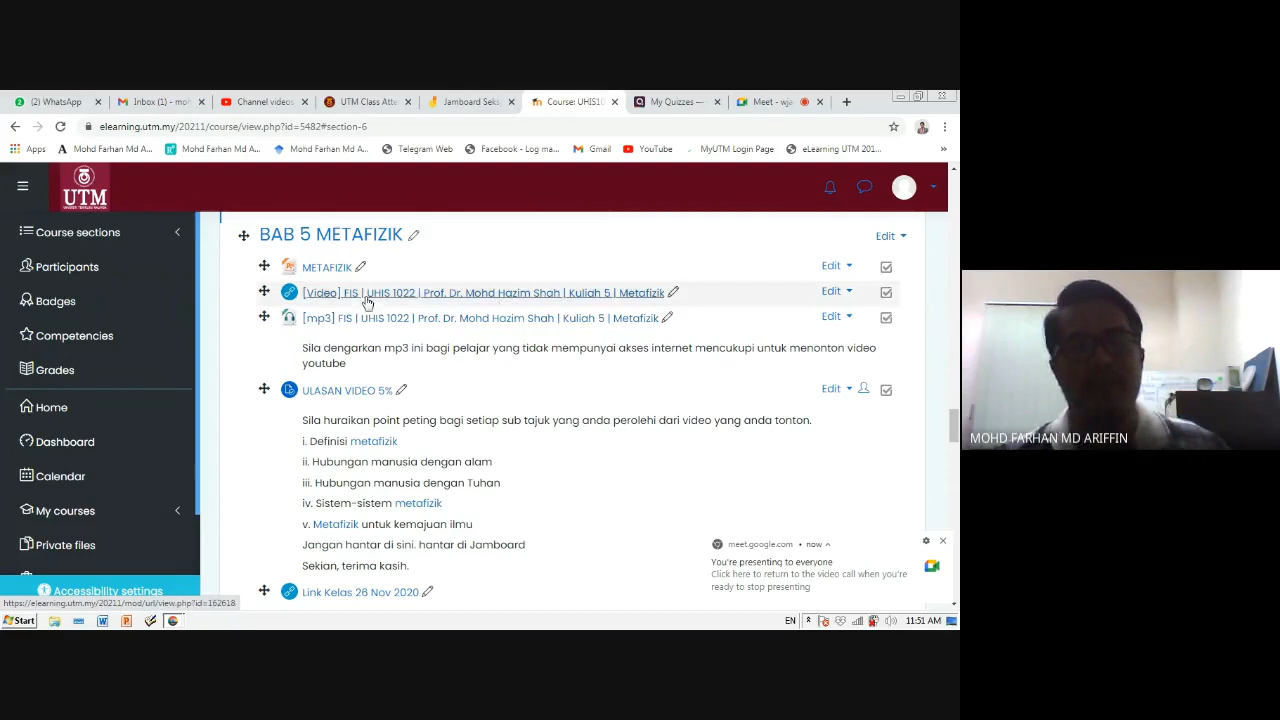 (2) WhatsApp
Inbox (1) - moh
Channel videos
UTM Class Atte
Jamboard Seks
Course: UHIS10
My Quizzes —
Meet - wja
elearning.utm.my/20211/course/view.php?id=5482#section-6
Apps
Mohd Farhan Md A...
Mohd Farhan Md A...
Mohd Farhan Md A...
Telegram Web
Facebook - Log ma...
Gmail
YouTube
MyUTM Login Page
eLearning UTM 201...
UTM
Course sections
Participants
Badges
Competencies
Grades
Home
Dashboard
Calendar
My courses
Private files
Accessibility settings
BAB 5 METAFIZIK
Edit
METAFIZIK
Edit
[Video] FIS | UHIS 1022 | Prof. Dr. Mohd Hazim Shah | Kuliah 5 | Metafizik
Edit
[mp3] FIS | UHIS 1022 | Prof. Dr. Mohd Hazim Shah | Kuliah 5 | Metafizik
Edit
Sila dengarkan mp3 ini bagi pelajar yang tidak mempunyai akses internet mencukupi untuk menonton video
youtube
ULASAN VIDEO 5%
Edit
Sila huraikan point peting bagi setiap sub tajuk yang anda perolehi dari video yang anda tonton.
i. Definisi metafizik
ii. Hubungan manusia dengan alam
iii. Hubungan manusia dengan Tuhan
iv. Sistem-sistem metafizik
v. Metafizik untuk kemajuan ilmu
Jangan hantar di sini. hantar di Jamboard
Sekian, terima kasih.
Link Kelas 26 Nov 2020
meet.google.com • now
You're presenting to everyone
Click here to return to the video call when you're
ready to stop presenting
https://elearning.utm.my/20211/mod/url/view.php?id=162618
Start
EN
11:51 AM
MOHD FARHAN MD ARIFFIN